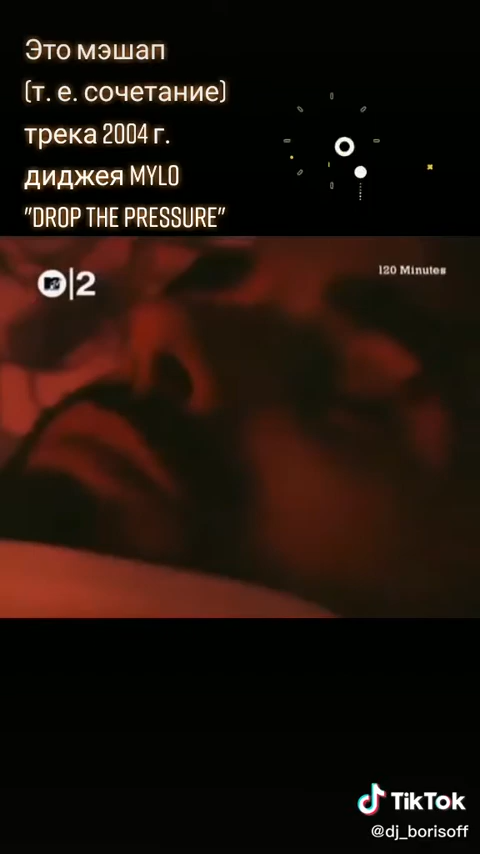 Это мэшап
(т. е. сочетание)
трека 2004 г.
диджея MYLO
"DROP THE PRESSURE"
2
120 Minutes
TikTok
@dj_borisoff